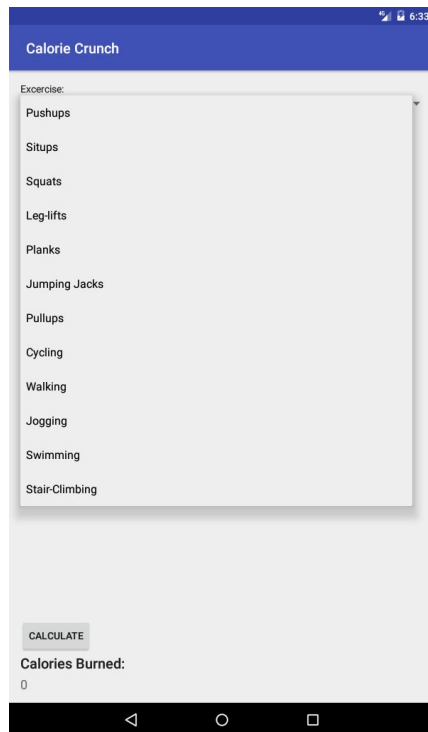 4G 6:33
Calorie Crunch
Excercise:
Pushups
Situps
Squats
Leg-lifts
Planks
Jumping Jacks
Pullups
Cycling
Walking
Jogging
Swimming
Stair-Climbing
CALCULATE
Calories Burned:
0